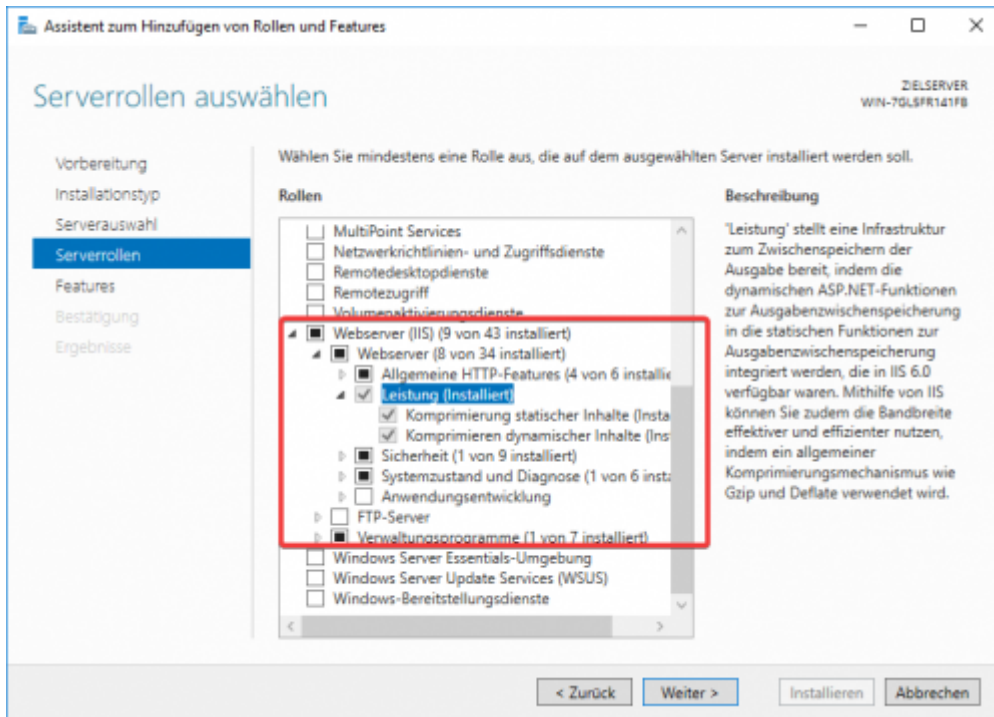 Assistent zum Hinzufügen von Rollen und Features
Serverrollen auswählen
ZIELSERVER
WIN-7GLSFR141FB
Vorbereitung
Installationstyp
Serverauswahl
Serverrollen
Features
Bestätigung
Ergebnisse
Wählen Sie mindestens eine Rolle aus, die auf dem ausgewählten Server installiert werden soll.
Rollen
MultiPoint Services
Netzwerkrichtlinien- und Zugriffsdienste
Remotedesktopdienste
Remotezugriff
Volumenaktivierungsdienste
Webserver (IIS) (9 von 43 installiert)
Webserver (8 von 34 installiert)
Allgemeine HTTP-Features (4 von 6 installie
Leistung (Installiert)
Komprimierung statischer Inhalte (Insta
Komprimieren dynamischer Inhalte (Ins
Sicherheit (1 von 9 installiert)
Systemzustand und Diagnose (1 von 6 insta
Anwendungsentwicklung
FTP-Server
Verwaltungsprogramme (1 von 7 installiert)
Windows Server Essentials-Umgebung
Windows Server Update Services (WSUS)
Windows-Bereitstellungsdienste
Beschreibung
'Leistung' stellt eine Infrastruktur
zum Zwischenspeichern der
Ausgabe bereit, indem die
dynamischen ASP.NET-Funktionen
zur Ausgabenzwischenspeicherung
in die statischen Funktionen zur
Ausgabenzwischenspeicherung
integriert werden, die in IIS 6.0
verfügbar waren. Mithilfe von IIS
können Sie zudem die Bandbreite
effektiver und effizienter nutzen,
indem ein allgemeiner
Komprimierungsmechanismus wie
Gzip und Deflate verwendet wird.
< Zurück
Weiter >
Installieren
Abbrechen